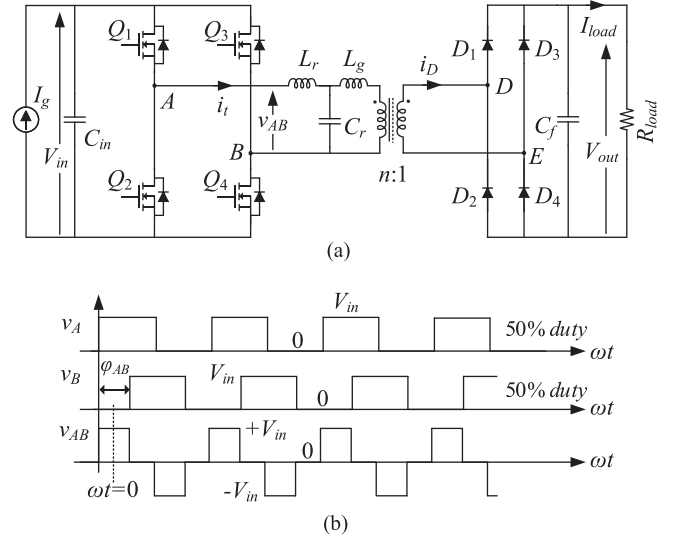 Q1 Q3 D1 D3 Iload
Lr Lg iD
Ig A it D
Cin vAB Cr Cf Rload
Vin B E Vout
n:1
Q2 Q4 D2 D4
(a)
vA Vin 0 50% duty ωt
φAB
vB Vin 0 50% duty ωt
vAB +Vin 0 ωt
ωt=0 -Vin
(b)